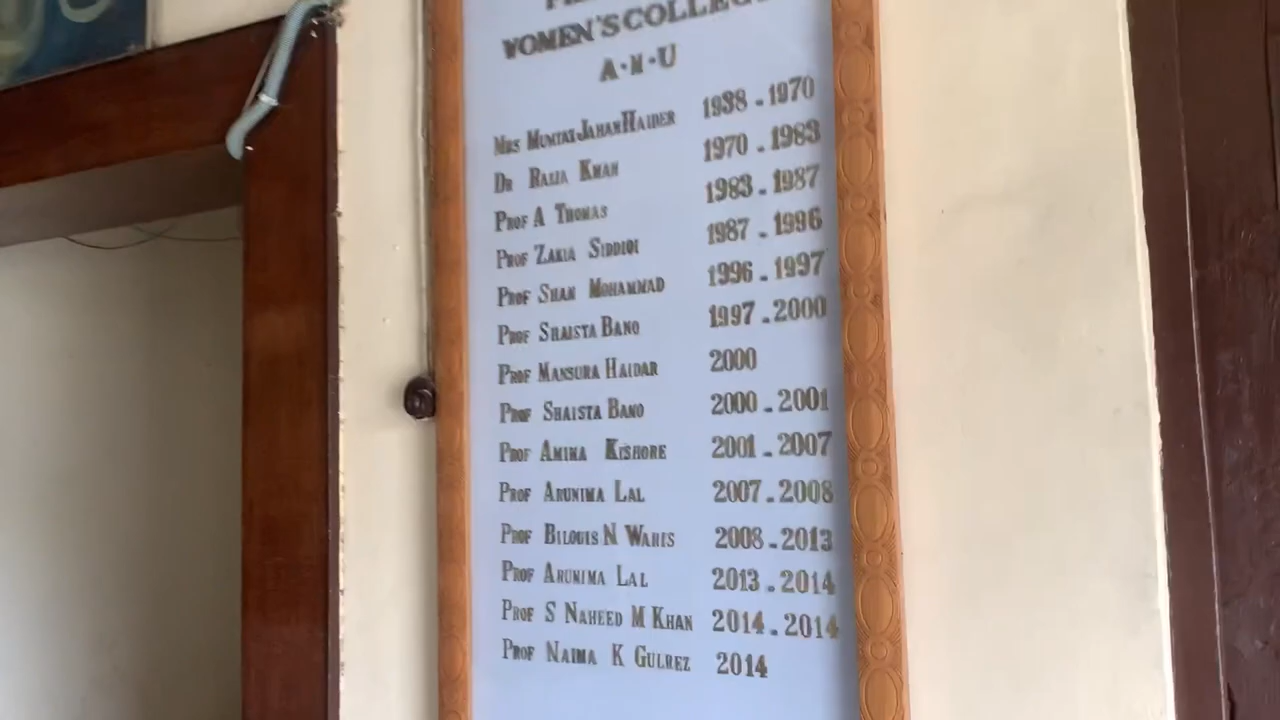 WOMEN'S COLLEGE
A·M·U
MRS MUMTAZ JAHAN HAIDER 1938 - 1970
DR RAZIA KHAN 1970 - 1983
PROF A THOMAS 1983 - 1987
PROF ZAKIA SIDDIQI 1987 - 1996
PROF SHAN MOHAMMAD 1996 - 1997
PROF SHAISTA BANO 1997 - 2000
PROF MANSURA HAIDAR 2000
PROF SHAISTA BANO 2000 - 2001
PROF AMINA KISHORE 2001 - 2007
PROF ARUNIMA LAL 2007 - 2008
PROF BILQUIS N WARIS 2008 - 2013
PROF ARUNIMA LAL 2013 - 2014
PROF S NAHEED M KHAN 2014 - 2014
PROF NAIMA K GULREZ 2014